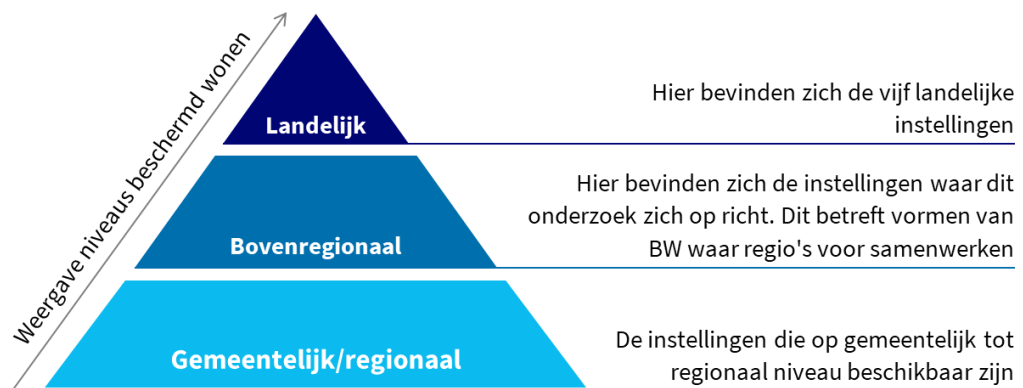 Weergave niveaus beschermd wonen
Landelijk
Hier bevinden zich de vijf landelijke
instellingen
Bovenregionaal
Hier bevinden zich de instellingen waar dit
onderzoek zich op richt. Dit betreft vormen van
BW waar regio's voor samenwerken
Gemeentelijk/regionaal
De instellingen die op gemeentelijk tot
regionaal niveau beschikbaar zijn